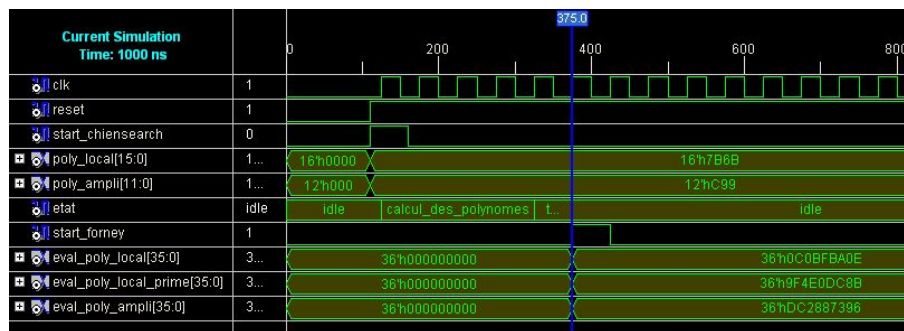 375.0
Current Simulation
Time: 1000 ns
0 200 400 600 800
clk 1
reset 1
start_chiensearch 0
poly_local[15:0] 1... 16'h0000 16'h7B6B
poly_ampli[11:0] 1... 12'h000 12'hC99
etat idle idle calcul_des_polynomes t... idle
start_forney 1
eval_poly_local[35:0] 3... 36'h000000000 36'h0C0BFBA0E
eval_poly_local_prime[35:0] 3... 36'h000000000 36'h9F4E0DC8B
eval_poly_ampli[35:0] 3... 36'h000000000 36'hDC2887396